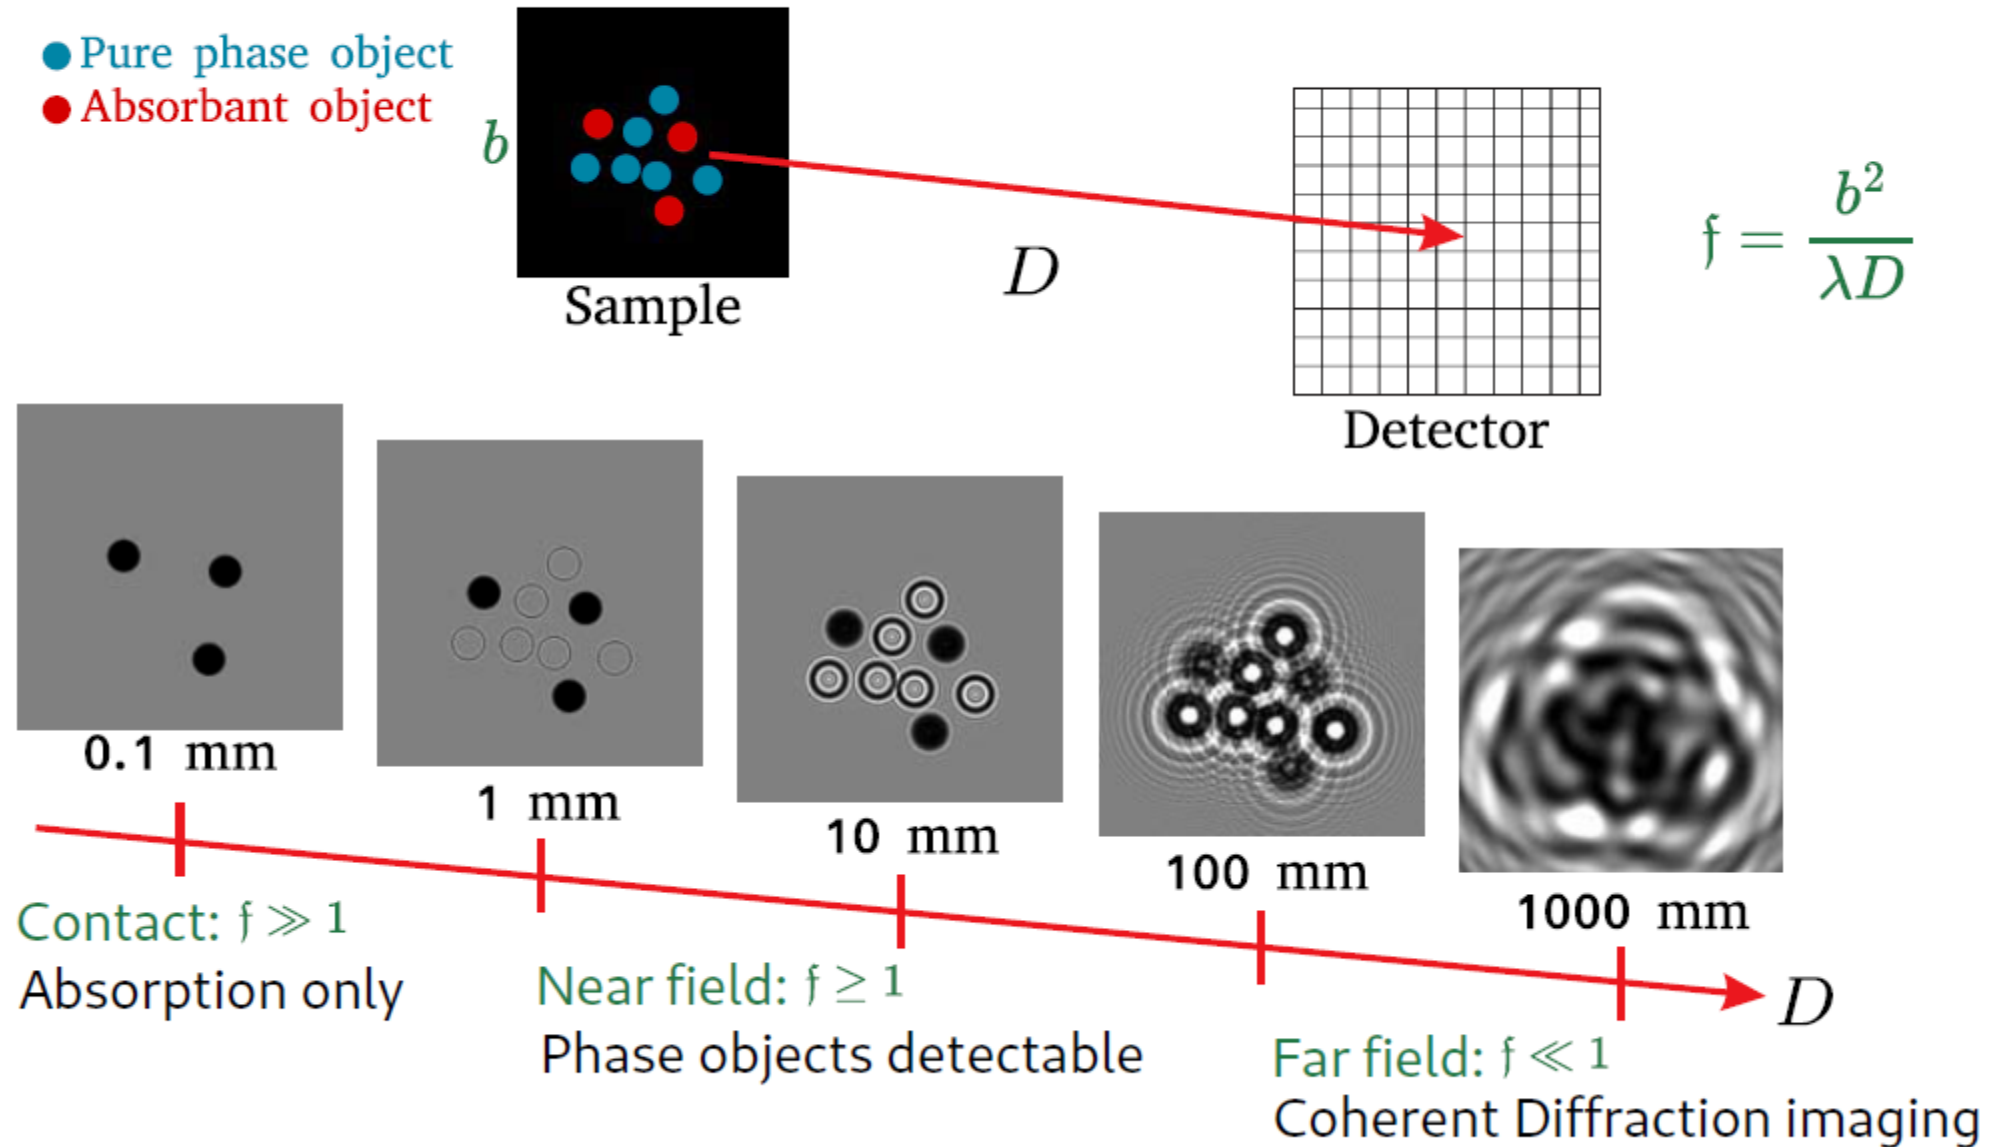 Pure phase object
Absorbant object
b
Sample
D
Detector
𝔣 = b² / λD
0.1 mm
1 mm
10 mm
100 mm
1000 mm
Contact: 𝔣 ≫ 1
Absorption only
Near field: 𝔣 ≥ 1
Phase objects detectable
D
Far field: 𝔣 ≪ 1
Coherent Diffraction imaging